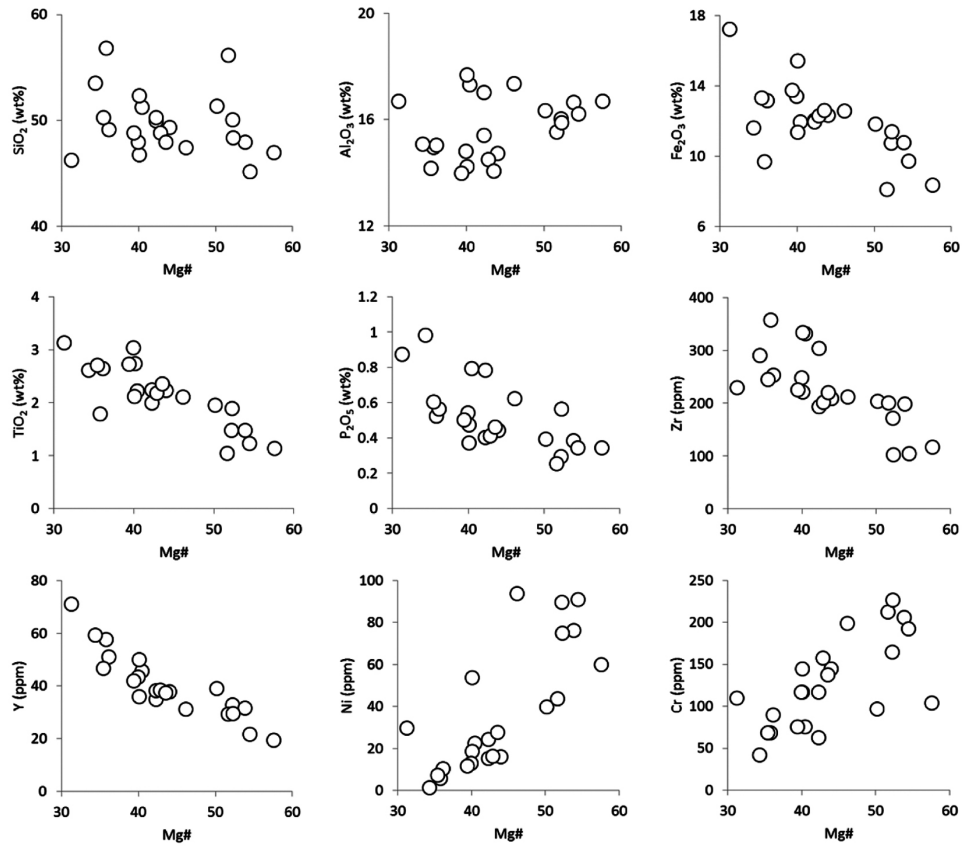 60
50
40
SiO₂ (wt%)
30 40 50 60
Mg#
20
16
12
Al₂O₃ (wt%)
30 40 50 60
Mg#
18
14
10
6
Fe₂O₃ (wt%)
30 40 50 60
Mg#
4
3
2
1
0
TiO₂ (wt%)
30 40 50 60
Mg#
1.2
1
0.8
0.6
0.4
0.2
0
P₂O₅ (wt%)
30 40 50 60
Mg#
400
300
200
100
0
Zr (ppm)
30 40 50 60
Mg#
80
60
40
20
0
Y (ppm)
30 40 50 60
Mg#
100
80
60
40
20
0
Ni (ppm)
30 40 50 60
Mg#
250
200
150
100
50
0
Cr (ppm)
30 40 50 60
Mg#